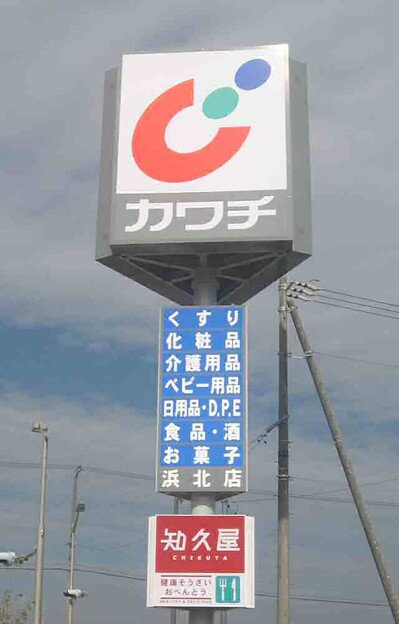 カワチ
くすり
化粧品
介護用品
ベビー用品
日用品・D.P.E
食品・酒
お菓子
浜北店
知久屋
CHIKUYA
健康そうざい
おべんとう
HEALTHY & DELICIOUS